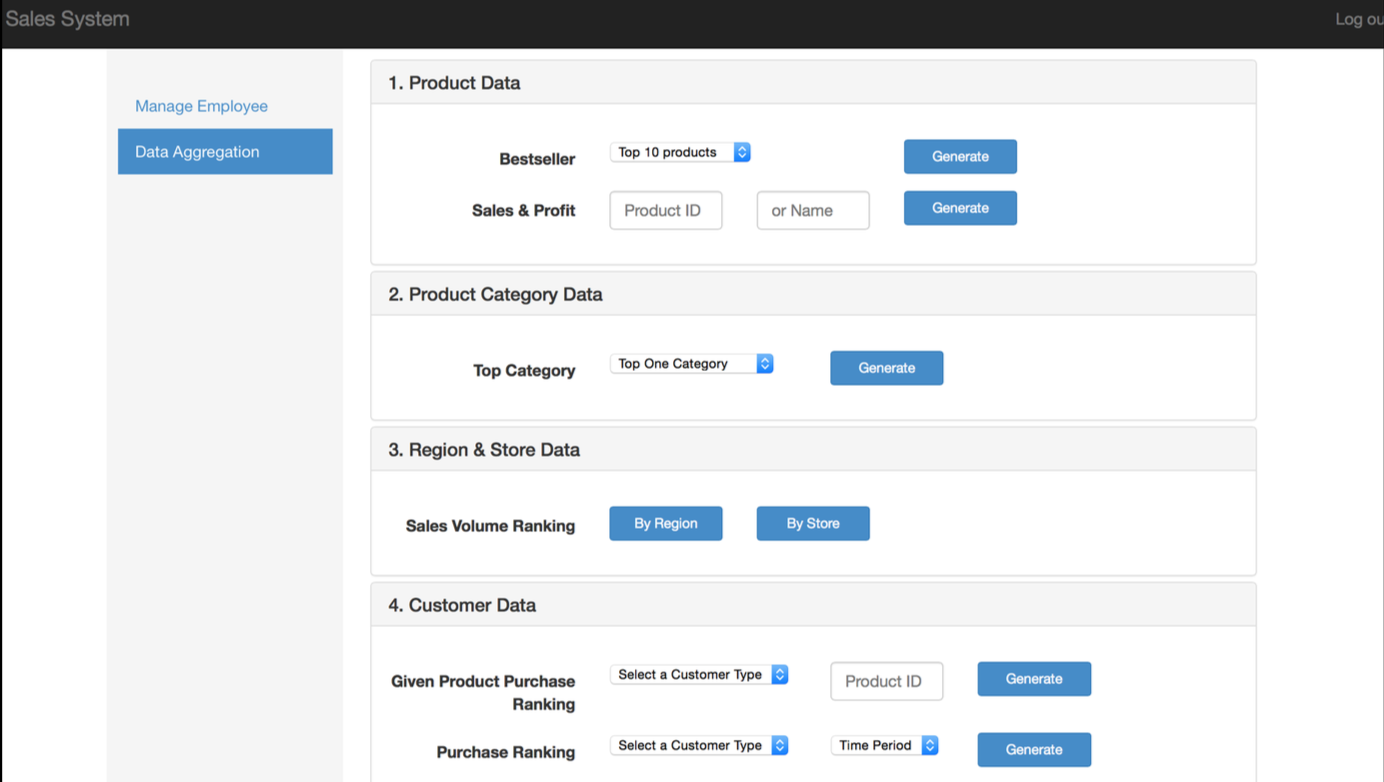 Sales System
Log ou
Manage Employee
Data Aggregation
1. Product Data
Bestseller
Top 10 products
Generate
Sales & Profit
Product ID
or Name
Generate
2. Product Category Data
Top Category
Top One Category
Generate
3. Region & Store Data
Sales Volume Ranking
By Region
By Store
4. Customer Data
Given Product Purchase
Ranking
Select a Customer Type
Product ID
Generate
Purchase Ranking
Select a Customer Type
Time Period
Generate